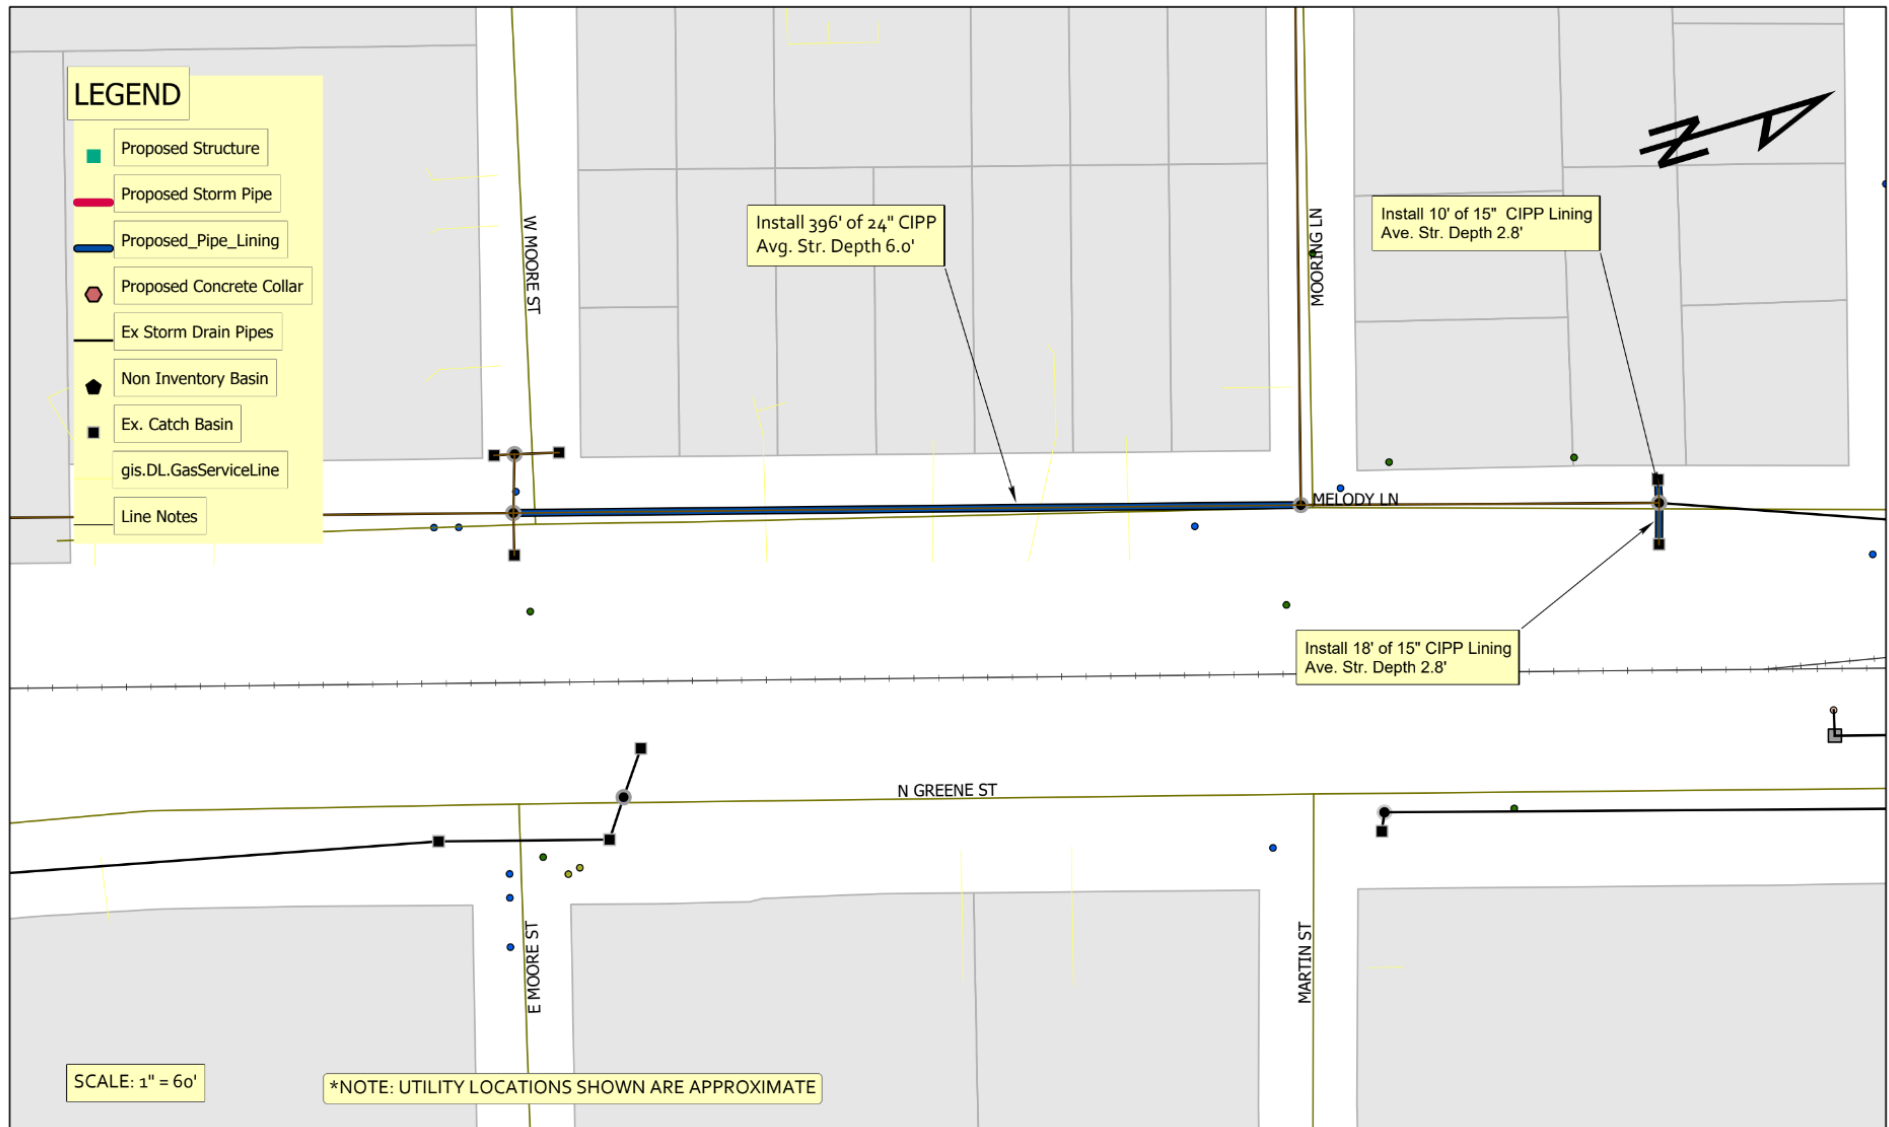 LEGEND
Proposed Structure
Proposed Storm Pipe
Proposed_Pipe_Lining
Proposed Concrete Collar
Ex Storm Drain Pipes
Non Inventory Basin
Ex. Catch Basin
gis.DL.GasServiceLine
Line Notes
W MOORE ST
Install 396' of 24" CIPP
Avg. Str. Depth 6.0'
MOORING LN
Install 10' of 15" CIPP Lining
Ave. Str. Depth 2.8'
N
MELODY LN
Install 18' of 15" CIPP Lining
Ave. Str. Depth 2.8'
N GREENE ST
E MOORE ST
MARTIN ST
SCALE: 1" = 60'
*NOTE: UTILITY LOCATIONS SHOWN ARE APPROXIMATE